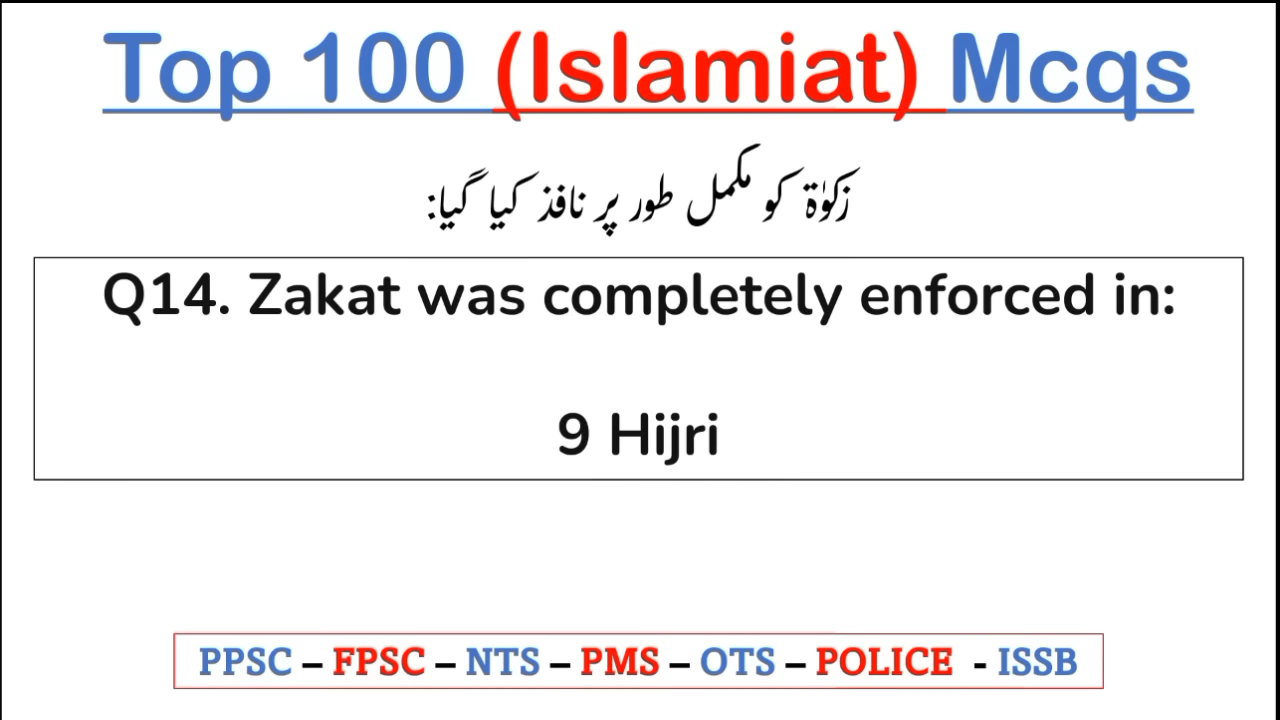 Top 100 (Islamiat) Mcqs
زکوٰۃ کو مکمل طور پر نافذ کیا گیا:
Q14. Zakat was completely enforced in:
9 Hijri
PPSC – FPSC – NTS – PMS – OTS – POLICE - ISSB